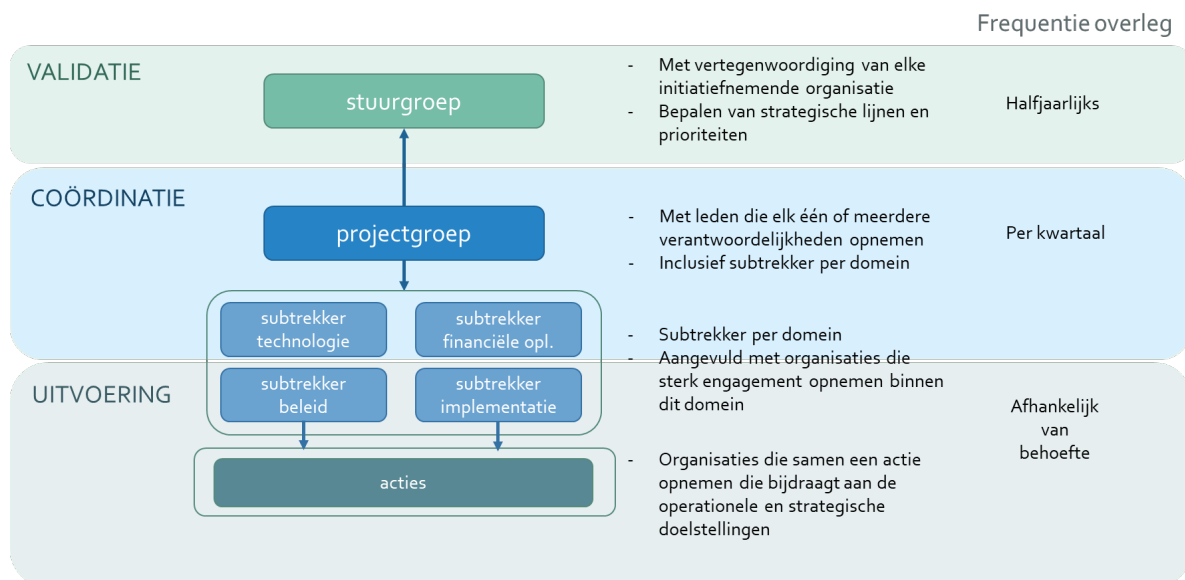 Frequentie overleg
VALIDATIE
stuurgroep
- Met vertegenwoordiging van elke
initiatiefnemende organisatie
- Bepalen van strategische lijnen en
prioriteiten
Halfjaarlijks
COÖRDINATIE
projectgroep
- Met leden die elk één of meerdere
verantwoordelijkheden opnemen
- Inclusief subtrekker per domein
Per kwartaal
subtrekker
technologie
subtrekker
financiële opl.
- Subtrekker per domein
- Aangevuld met organisaties die
sterk engagement opnemen binnen
dit domein
UITVOERING
subtrekker
beleid
subtrekker
implementatie
Afhankelijk
van
behoefte
acties
- Organisaties die samen een actie
opnemen die bijdraagt aan de
operationele en strategische
doelstellingen